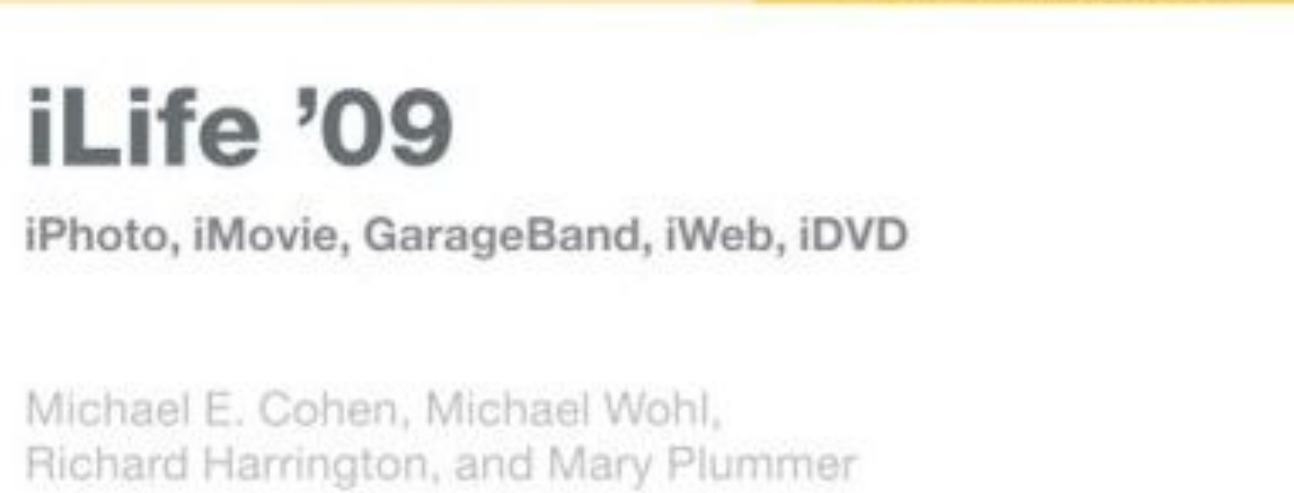 iLife ’09
iPhoto, iMovie, GarageBand, iWeb, iDVD
Michael E. Cohen, Michael Wohl,
Richard Harrington, and Mary Plummer